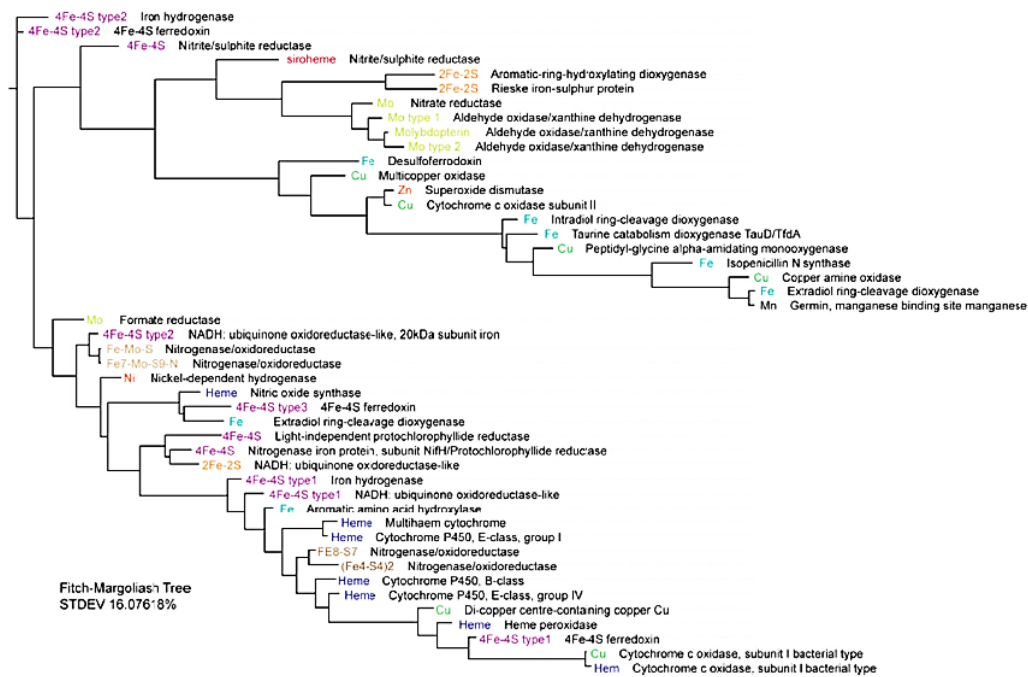 4Fe-4S type2 Iron hydrogenase
4Fe-4S type2 4Fe-4S ferredoxin
4Fe-4S Nitrite/sulphite reductase
siroheme Nitrite/sulphite reductase
2Fe-2S Aromatic-ring-hydroxylating dioxygenase
2Fe-2S Rieske iron-sulphur protein
Mo Nitrate reductase
Mo type 1 Aldehyde oxidase/xanthine dehydrogenase
Molybdopterin Aldehyde oxidase/xanthine dehydrogenase
Mo type 2 Aldehyde oxidase/xanthine dehydrogenase
Fe Desulfoferrodoxin
Cu Multicopper oxidase
Zn Superoxide dismutase
Cu Cytochrome c oxidase subunit II
Fe Intradiol ring-cleavage dioxygenase
Fe Taurine catabolism dioxygenase TauD/TfdA
Cu Peptidyl-glycine alpha-amidating monooxygenase
Fe Isopenicillin N synthase
Cu Copper amine oxidase
Fe Extradiol ring-cleavage dioxygenase
Mn Germin, manganese binding site manganese
Mo Formate reductase
4Fe-4S type2 NADH: ubiquinone oxidoreductase-like, 20kDa subunit iron
Fe-Mo-S Nitrogenase/oxidoreductase
Fe7-Mo-S9-N Nitrogenase/oxidoreductase
Ni Nickel-dependent hydrogenase
Heme Nitric oxide synthase
4Fe-4S type3 4Fe-4S ferredoxin
Fe Extradiol ring-cleavage dioxygenase
4Fe-4S Light-independent protochlorophyllide reductase
4Fe-4S Nitrogenase iron protein, subunit NifH/Protochlorophyllide reductase
2Fe-2S NADH: ubiquinone oxidoreductase-like
4Fe-4S type1 Iron hydrogenase
4Fe-4S type1 NADH: ubiquinone oxidoreductase-like
Fe Aromatic amino acid hydroxylase
Heme Multihaem cytochrome
Heme Cytochrome P450, E-class, group I
FE8-S7 Nitrogenase/oxidoreductase
(Fe4-S4)2 Nitrogenase/oxidoreductase
Heme Cytochrome P450, B-class
Heme Cytochrome P450, E-class, group IV
Cu Di-copper centre-containing copper Cu
Heme Heme peroxidase
4Fe-4S type1 4Fe-4S ferredoxin
Cu Cytochrome c oxidase, subunit I bacterial type
Hem Cytochrome c oxidase, subunit I bacterial type
Fitch-Margoliash Tree
STDEV 16.07618%